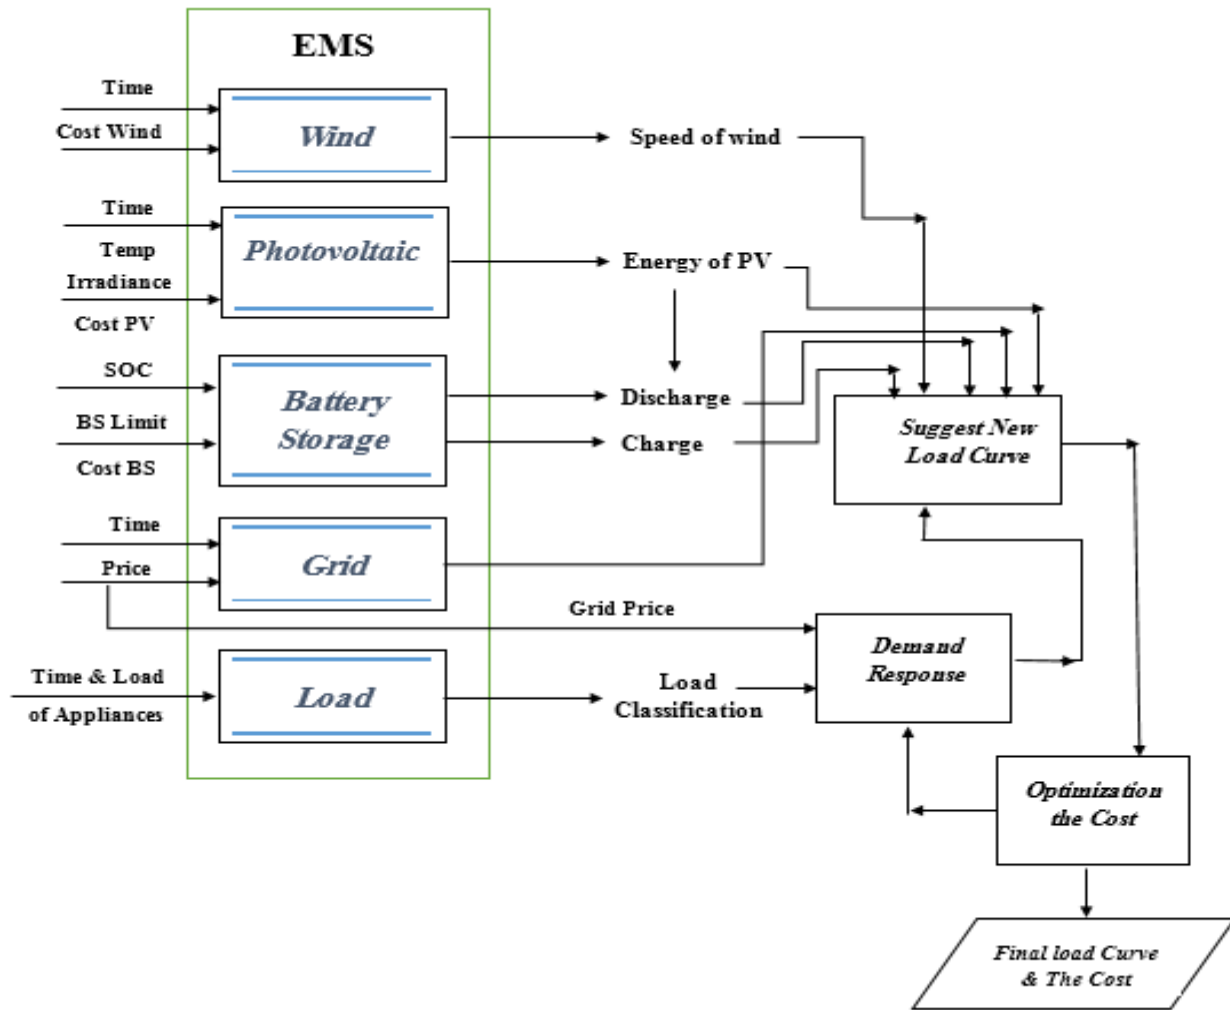 EMS
Time
Cost Wind
Wind
Speed of wind
Time
Temp
Irradiance
Cost PV
Photovoltaic
Energy of PV
SOC
BS Limit
Cost BS
Battery
Storage
Discharge
Charge
Suggest New
Load Curve
Time
Price
Grid
Grid Price
Demand
Response
Time & Load
of Appliances
Load
Load
Classification
Optimization
the Cost
Final load Curve
& The Cost